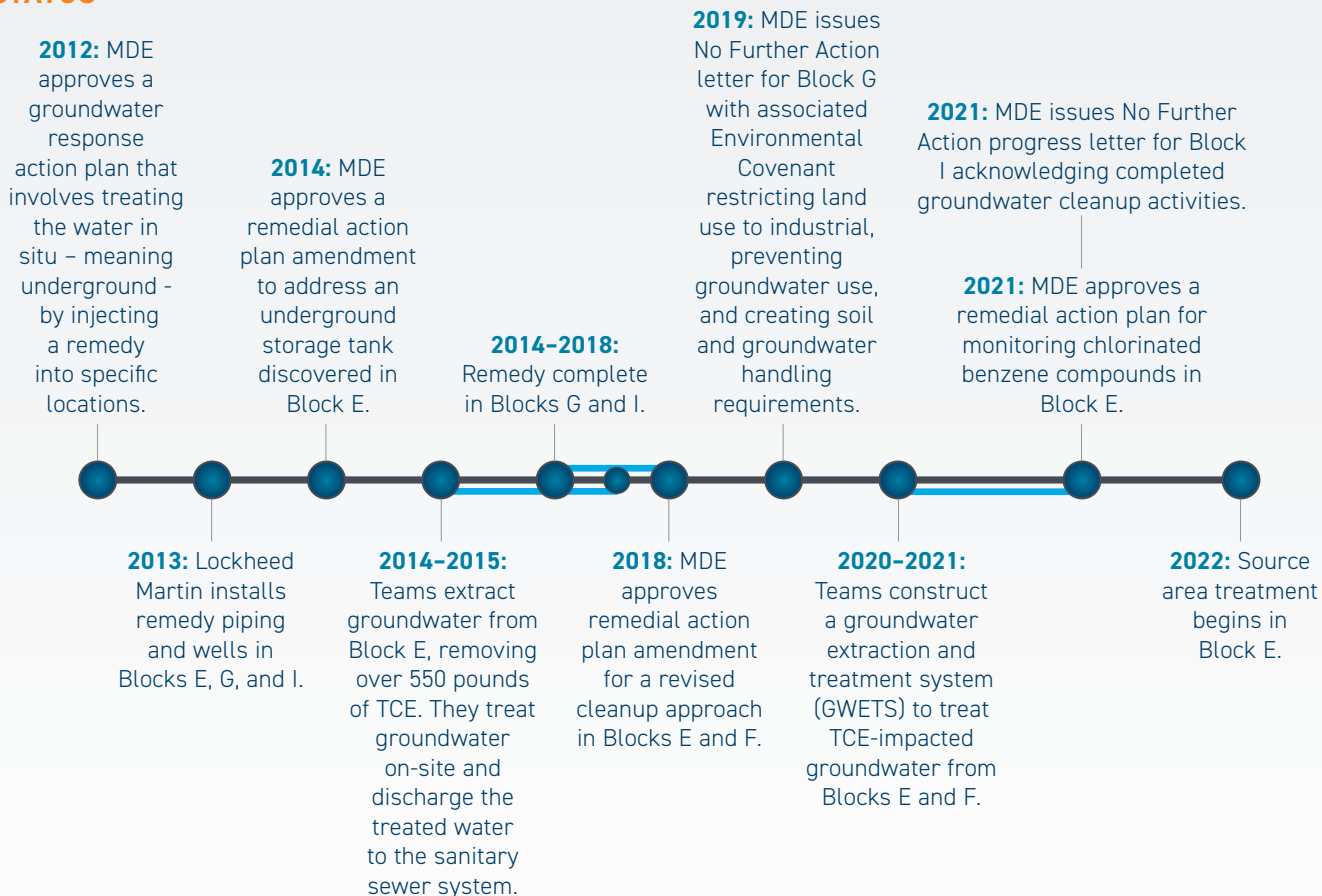 2012: MDE
approves a
groundwater
response
action plan that
involves treating
the water in
situ – meaning
underground -
by injecting
a remedy
into specific
locations.
2013: Lockheed
Martin installs
remedy piping
and wells in
Blocks E, G, and I.
2014: MDE
approves a
remedial action
plan amendment
to address an
underground
storage tank
discovered in
Block E.
2014–2015:
Teams extract
groundwater from
Block E, removing
over 550 pounds
of TCE. They treat
groundwater
on-site and
discharge the
treated water
to the sanitary
sewer system.
2014–2018:
Remedy complete
in Blocks G and I.
2018: MDE
approves
remedial action
plan amendment
for a revised
cleanup approach
in Blocks E and F.
2019: MDE issues
No Further Action
letter for Block G
with associated
Environmental
Covenant
restricting land
use to industrial,
preventing
groundwater use,
and creating soil
and groundwater
handling
requirements.
2020–2021:
Teams construct
a groundwater
extraction and
treatment system
(GWETS) to treat
TCE-impacted
groundwater from
Blocks E and F.
2021: MDE issues No Further
Action progress letter for Block
I acknowledging completed
groundwater cleanup activities.
2021: MDE approves a
remedial action plan for
monitoring chlorinated
benzene compounds in
Block E.
2022: Source
area treatment
begins in
Block E.